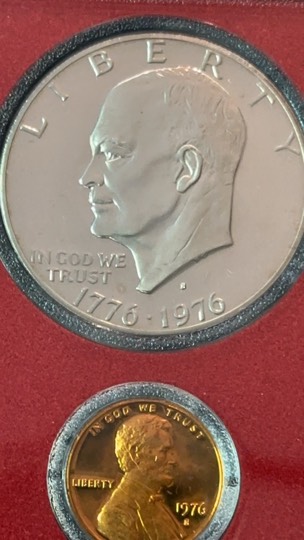 LIBERTY
IN GOD WE
TRUST
S
1776·1976
IN GOD WE TRUST
LIBERTY
1976
S